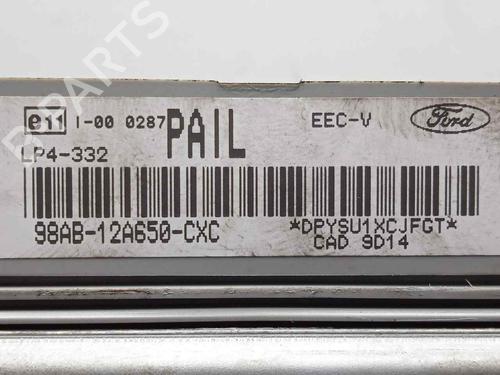 e11 I-00 0287 PAIL EEC-V Ford
LP4-332
98AB-12A650-CXC *DPYSU1XCJFGT*
CAD 9D14